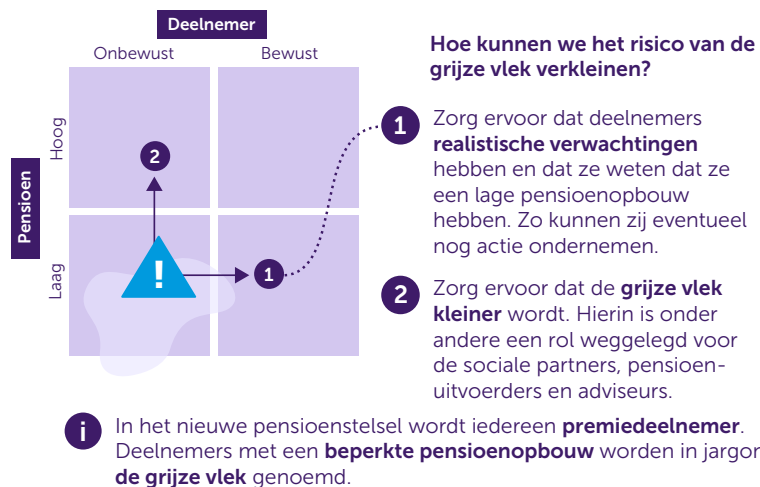 Deelnemer
Onbewust Bewust
Pensioen
Hoog
Laag
2
!
1
Hoe kunnen we het risico van de
grijze vlek verkleinen?
1
Zorg ervoor dat deelnemers
realistische verwachtingen
hebben en dat ze weten dat ze
een lage pensioenopbouw
hebben. Zo kunnen zij eventueel
nog actie ondernemen.
2
Zorg ervoor dat de grijze vlek
kleiner wordt. Hierin is onder
andere een rol weggelegd voor
de sociale partners, pensioen-
uitvoerders en adviseurs.
i
In het nieuwe pensioenstelsel wordt iedereen premiedeelnemer.
Deelnemers met een beperkte pensioenopbouw worden in jargor
de grijze vlek genoemd.